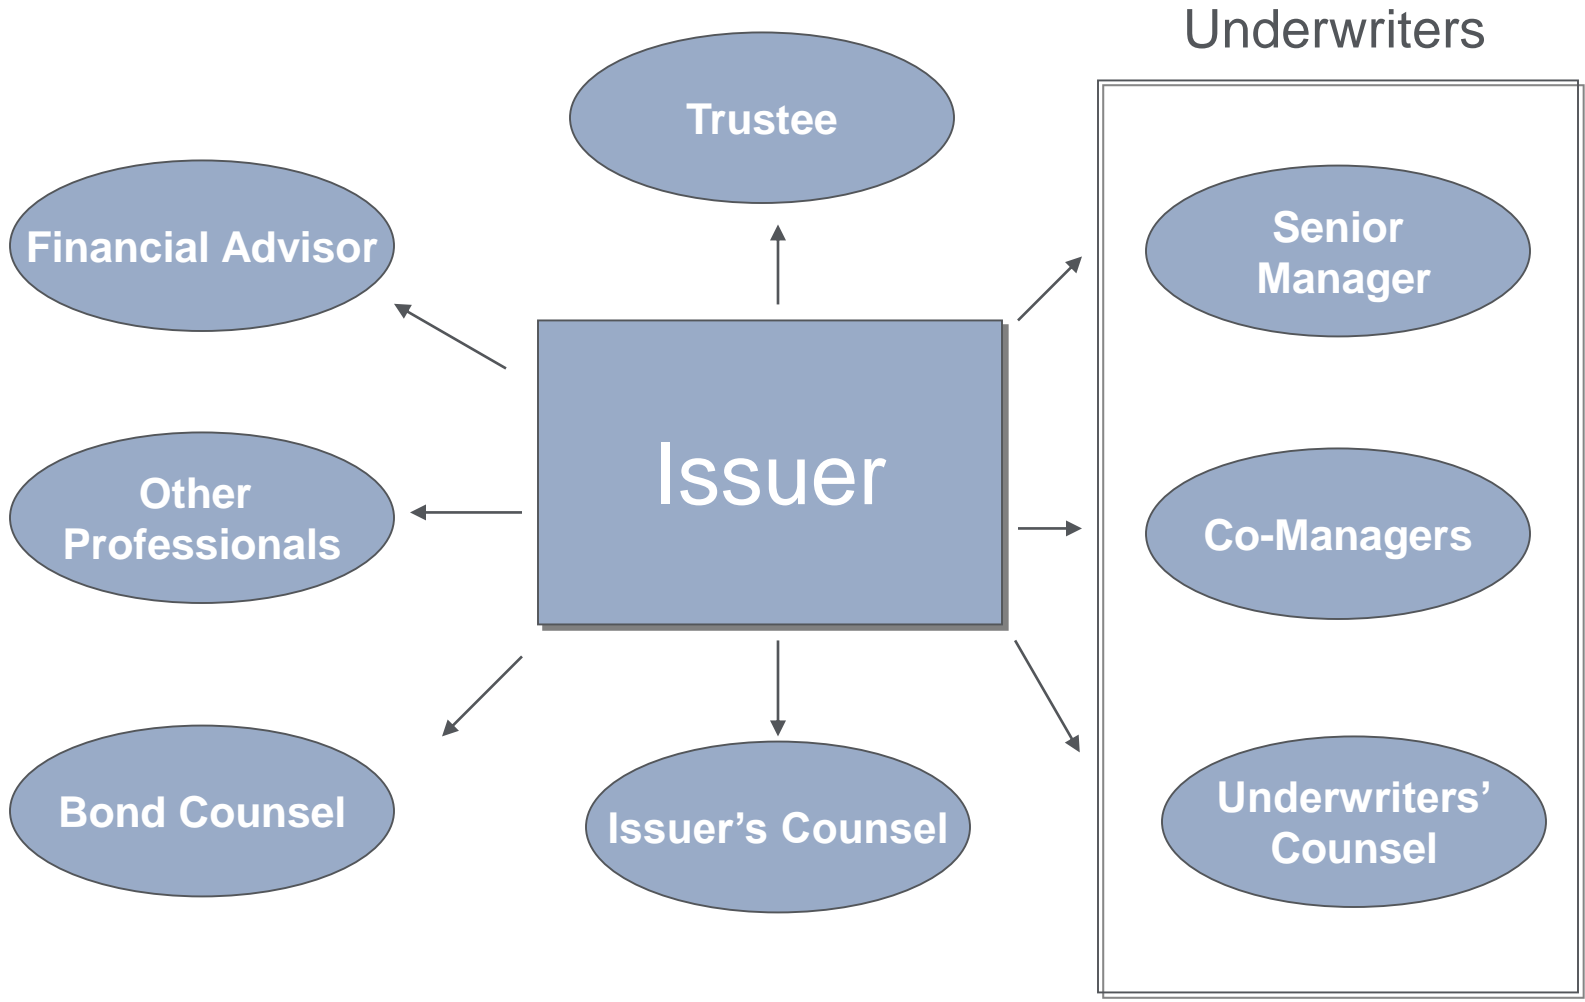 Underwriters
Trustee
Financial Advisor
Senior
Manager
Issuer
Other
Professionals
Co-Managers
Bond Counsel
Issuer’s Counsel
Underwriters’
Counsel